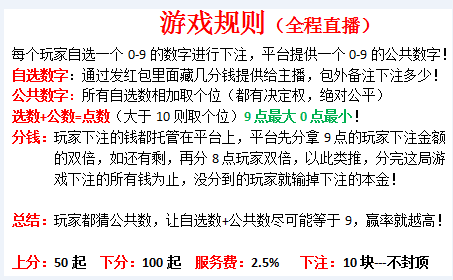 游戏规则（全程直播）
每个玩家自选一个 0-9 的数字进行下注，平台提供一个 0-9 的公共数字！
自选数字：通过发红包里面藏几分钱提供给主播，包外备注下注多少！
公共数字：所有自选数相加取个位（都有决定权，绝对公平）
选数+公数=点数（大于 10 则取个位）9 点最大 0 点最小！
分钱：玩家下注的钱都托管在平台上，平台先分拿 9 点的玩家下注金额
的双倍，如还有剩，再分 8 点玩家双倍，以此类推，分完这局游
戏下注的所有钱为止，没分到的玩家就输掉下注的本金！
总结：玩家都猜公共数，让自选数+公共数尽可能等于 9，赢率就越高！
上分：50 起 下分：100 起 服务费：2.5% 下注：10 块---不封顶